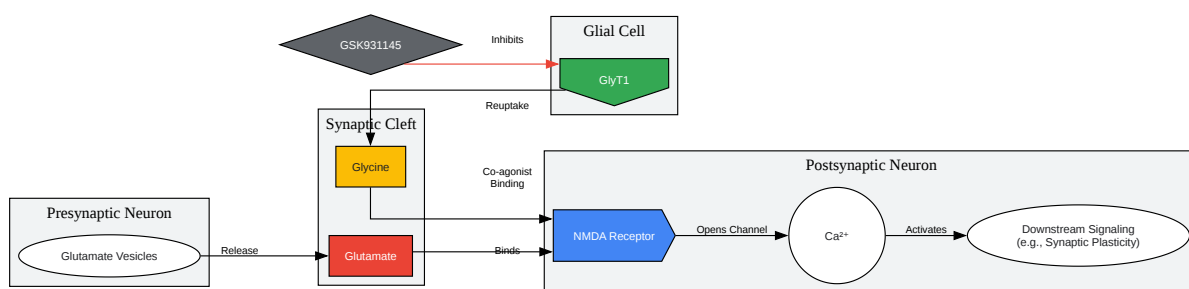 GSK931145
Inhibits
Glial Cell
GlyT1
Reuptake
Synaptic Cleft
Glycine
Co-agonist
Binding
Postsynaptic Neuron
Presynaptic Neuron
Glutamate Vesicles
Release
Glutamate
Binds
NMDA Receptor
Opens Channel
Ca²⁺
Activates
Downstream Signaling
(e.g., Synaptic Plasticity)